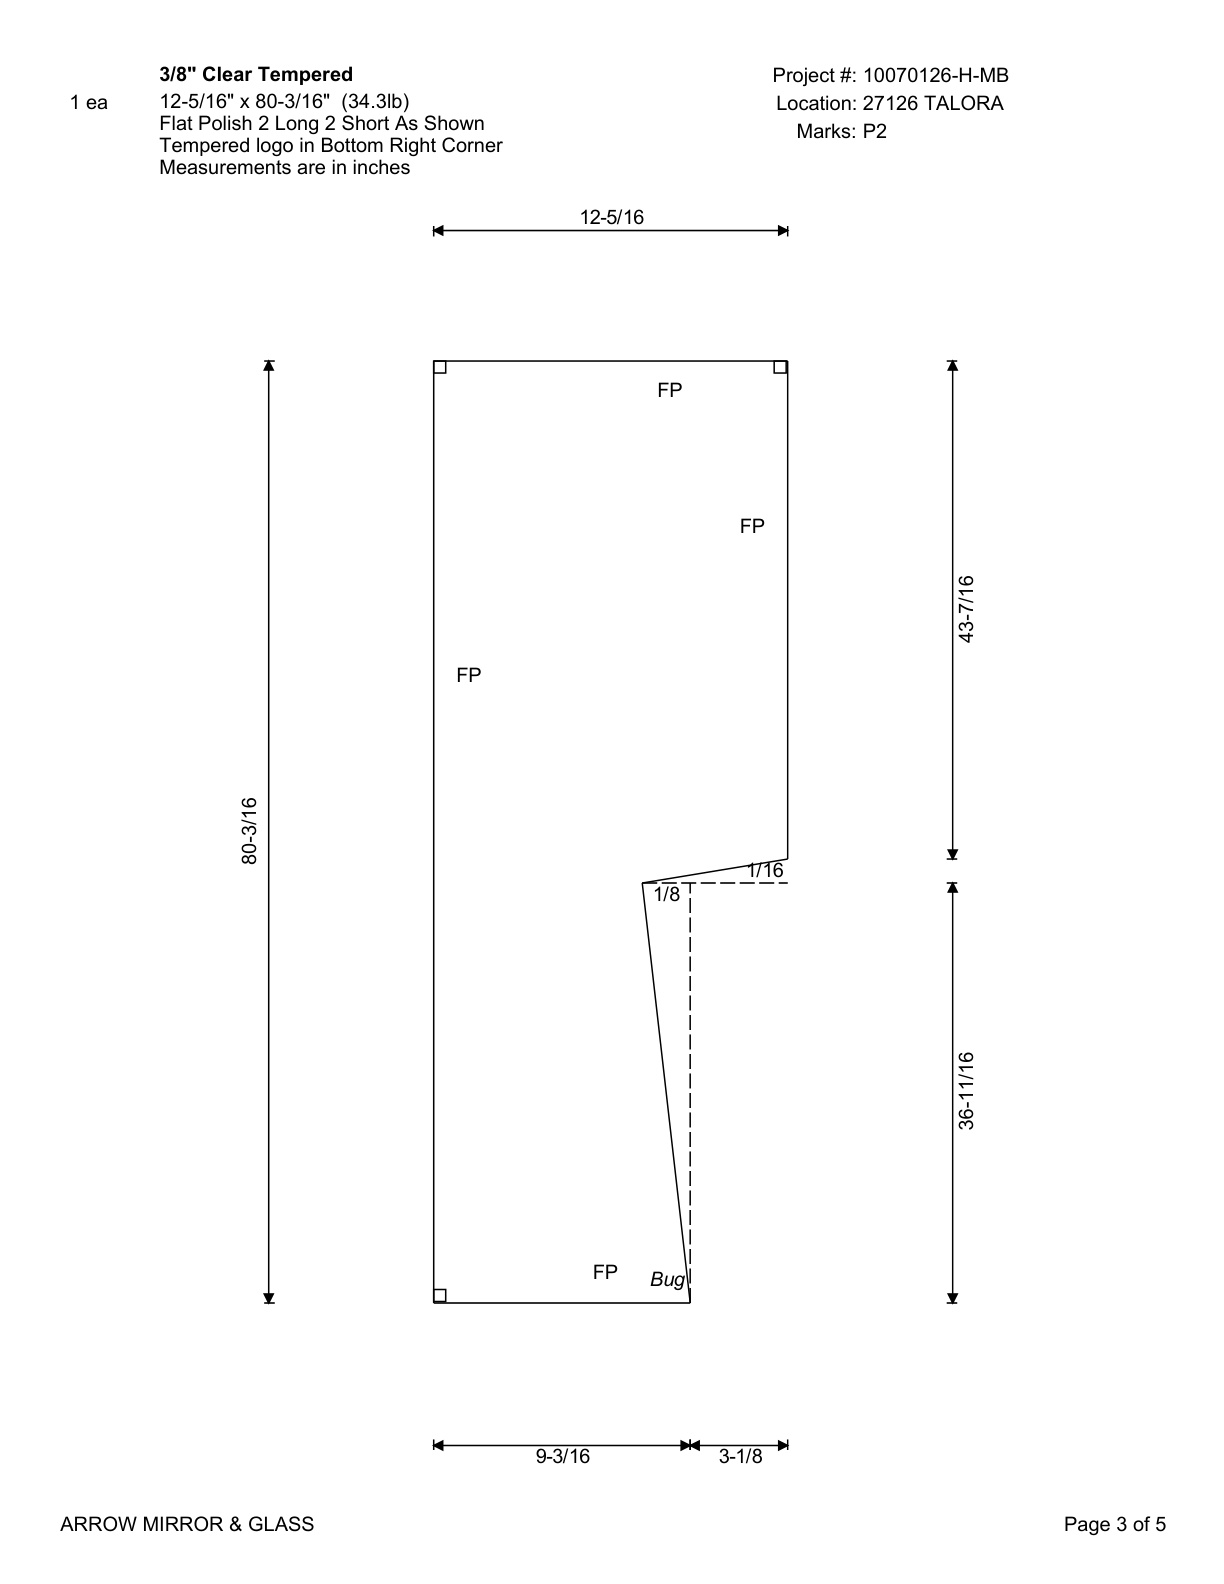 3/8" Clear Tempered
1 ea
12-5/16" x 80-3/16" (34.3lb)
Flat Polish 2 Long 2 Short As Shown
Tempered logo in Bottom Right Corner
Measurements are in inches
Project #: 10070126-H-MB
Location: 27126 TALORA
Marks: P2
12-5/16
FP
FP
43-7/16
FP
80-3/16
1/16
1/8
36-11/16
FP
Bug
9-3/16
3-1/8
ARROW MIRROR & GLASS
Page 3 of 5